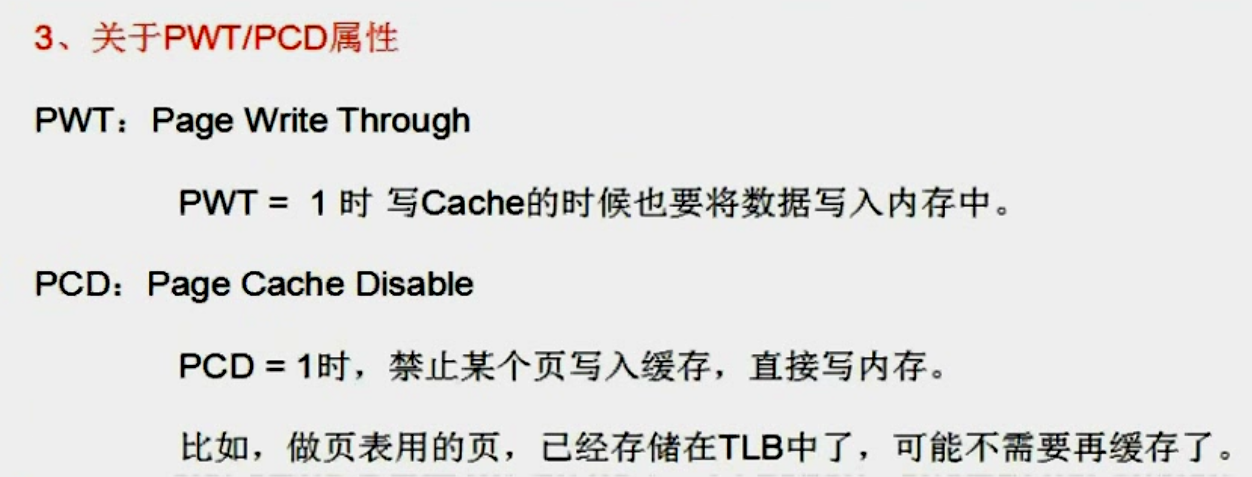 3、关于PWT/PCD属性
PWT：Page Write Through
PWT = 1 时 写Cache的时候也要将数据写入内存中。
PCD：Page Cache Disable
PCD = 1时，禁止某个页写入缓存，直接写内存。
比如，做页表用的页，已经存储在TLB中了，可能不需要再缓存了。